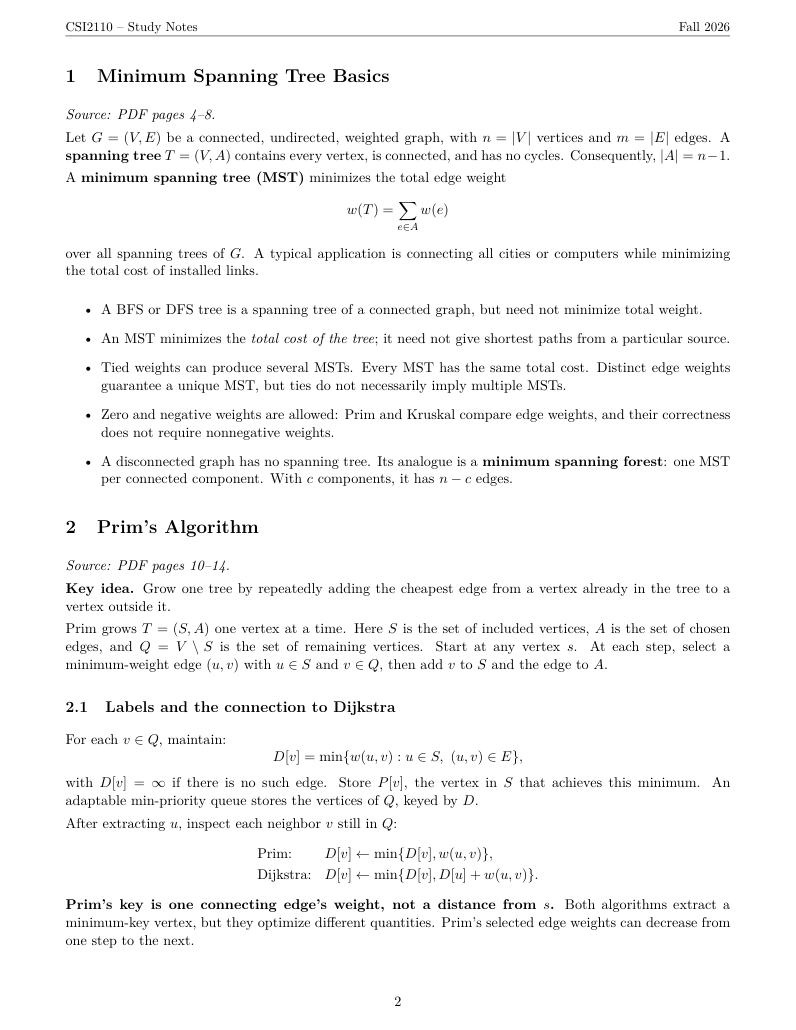 CSI2110 – Study Notes Fall 2026
1 Minimum Spanning Tree Basics
Source: PDF pages 4–8.
Let G = (V, E) be a connected, undirected, weighted graph, with n = |V| vertices and m = |E| edges. A
spanning tree T = (V, A) contains every vertex, is connected, and has no cycles. Consequently, |A| = n−1.
A minimum spanning tree (MST) minimizes the total edge weight
w(T) = ∑ w(e)
e∈A
over all spanning trees of G. A typical application is connecting all cities or computers while minimizing
the total cost of installed links.
• A BFS or DFS tree is a spanning tree of a connected graph, but need not minimize total weight.
• An MST minimizes the total cost of the tree; it need not give shortest paths from a particular source.
• Tied weights can produce several MSTs. Every MST has the same total cost. Distinct edge weights
guarantee a unique MST, but ties do not necessarily imply multiple MSTs.
• Zero and negative weights are allowed: Prim and Kruskal compare edge weights, and their correctness
does not require nonnegative weights.
• A disconnected graph has no spanning tree. Its analogue is a minimum spanning forest: one MST
per connected component. With c components, it has n − c edges.
2 Prim's Algorithm
Source: PDF pages 10–14.
Key idea. Grow one tree by repeatedly adding the cheapest edge from a vertex already in the tree to a
vertex outside it.
Prim grows T = (S, A) one vertex at a time. Here S is the set of included vertices, A is the set of chosen
edges, and Q = V \ S is the set of remaining vertices. Start at any vertex s. At each step, select a
minimum-weight edge (u, v) with u ∈ S and v ∈ Q, then add v to S and the edge to A.
2.1 Labels and the connection to Dijkstra
For each v ∈ Q, maintain:
D[v] = min{w(u, v) : u ∈ S, (u, v) ∈ E},
with D[v] = ∞ if there is no such edge. Store P[v], the vertex in S that achieves this minimum. An
adaptable min-priority queue stores the vertices of Q, keyed by D.
After extracting u, inspect each neighbor v still in Q:
Prim: D[v] ← min{D[v], w(u, v)},
Dijkstra: D[v] ← min{D[v], D[u] + w(u, v)}.
Prim's key is one connecting edge's weight, not a distance from s. Both algorithms extract a
minimum-key vertex, but they optimize different quantities. Prim's selected edge weights can decrease from
one step to the next.
2